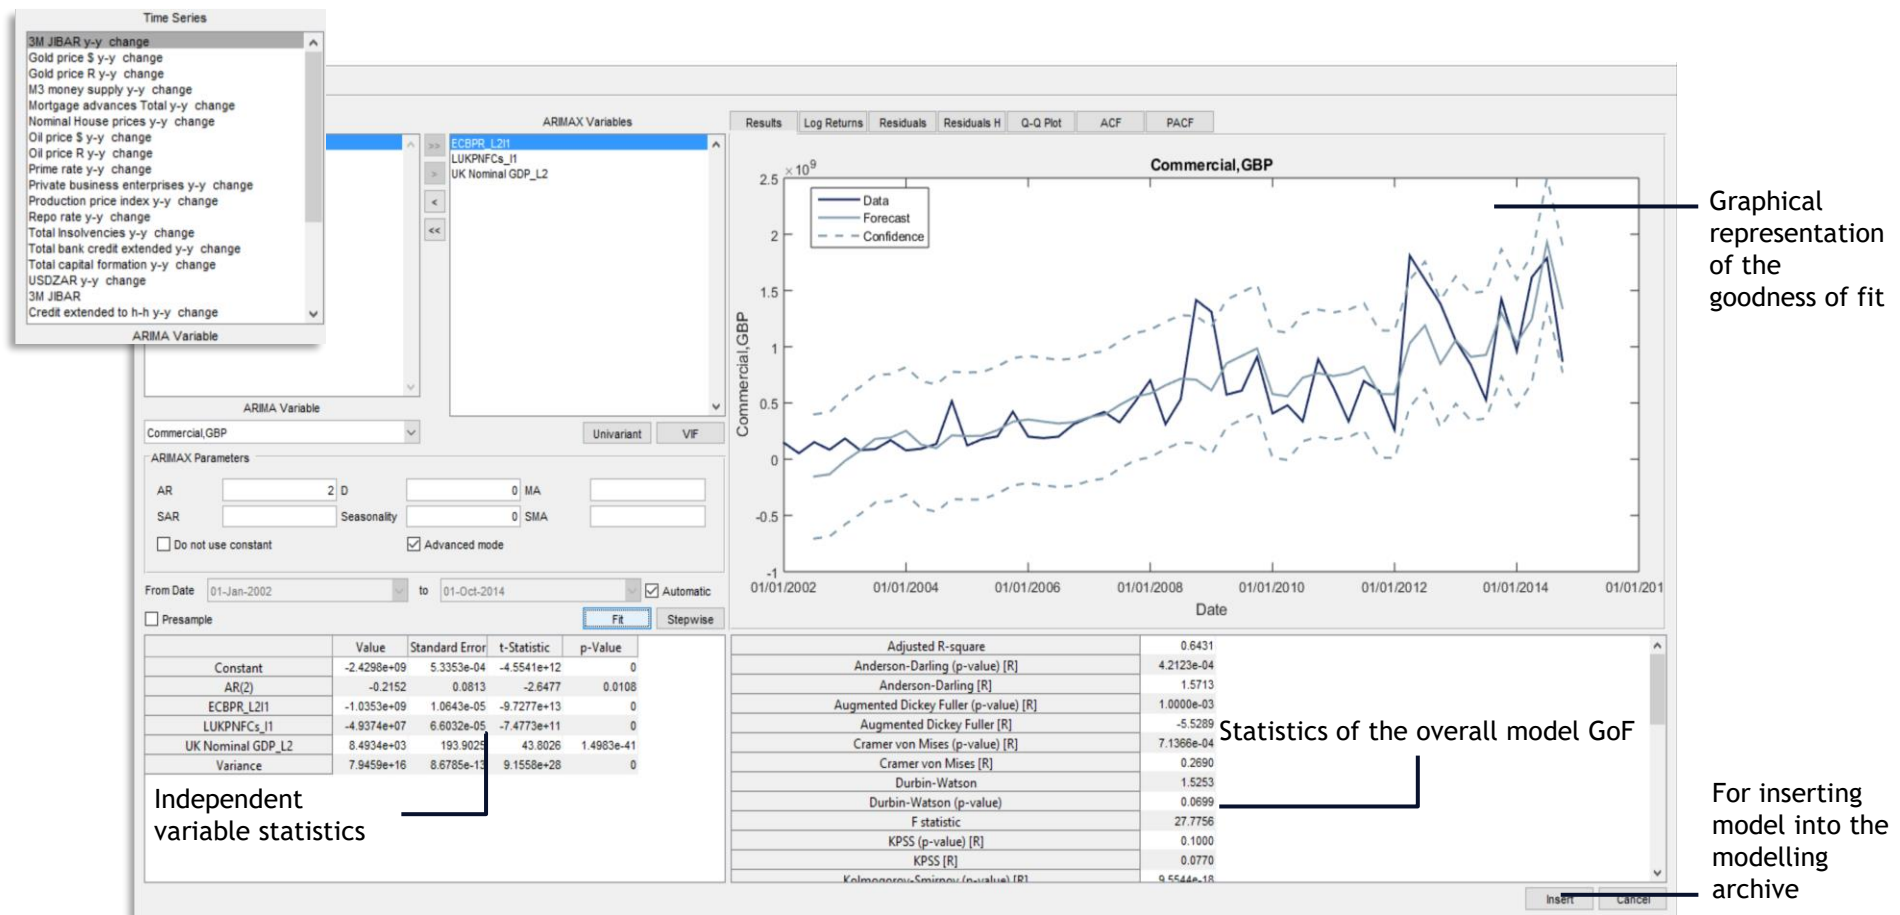 Time Series
3M JIBAR y-y change
Gold price $ y-y change
Gold price R y-y change
M3 money supply y-y change
Mortgage advances Total y-y change
Nominal House prices y-y change
Oil price $ y-y change
Oil price R y-y change
Prime rate y-y change
Private business enterprises y-y change
Production price index y-y change
Repo rate y-y change
Total Insolvencies y-y change
Total bank credit extended y-y change
Total capital formation y-y change
USDZAR y-y change
3M JIBAR
Credit extended to h-h y-y change
ARIMA Variable
ARIMAX Variables
>>
>
<
<<
ECBPR_L2I1
LUKPNFCs_I1
UK Nominal GDP_L2
ARIMA Variable
Commercial,GBP
Univariant VIF
ARIMAX Parameters
AR 2 D 0 MA
SAR Seasonality 0 SMA
Do not use constant Advanced mode
From Date 01-Jan-2002 to 01-Oct-2014 Automatic
Presample Fit Stepwise
Value Standard Error t-Statistic p-Value
Constant -2.4298e+09 5.3353e-04 -4.5541e+12 0
AR(2) -0.2152 0.0813 -2.6477 0.0108
ECBPR_L2I1 -1.0353e+09 1.0643e-05 -9.7277e+13 0
LUKPNFCs_I1 -4.9374e+07 6.6032e-05 -7.4773e+11 0
UK Nominal GDP_L2 8.4934e+03 193.9025 43.8026 1.4983e-41
Variance 7.9459e+16 8.6785e-13 9.1558e+28 0
Independent
variable statistics
Results Log Returns Residuals Residuals H Q-Q Plot ACF PACF
Commercial,GBP
×10^9
2.5
2
1.5
1
0.5
0
-0.5
-1
Commercial,GBP
Data
Forecast
Confidence
01/01/2002 01/01/2004 01/01/2006 01/01/2008 01/01/2010 01/01/2012 01/01/2014 01/01/201
Date
Graphical
representation
of the
goodness of fit
Adjusted R-square 0.6431
Anderson-Darling (p-value) [R] 4.2123e-04
Anderson-Darling [R] 1.5713
Augmented Dickey Fuller (p-value) [R] 1.0000e-03
Augmented Dickey Fuller [R] -5.5289
Cramer von Mises (p-value) [R] 7.1366e-04
Cramer von Mises [R] 0.2690
Durbin-Watson 1.5253
Durbin-Watson (p-value) 0.0699
F statistic 27.7756
KPSS (p-value) [R] 0.1000
KPSS [R] 0.0770
Kolmogorov-Smirnov (p-value) [R] 9.5544e-18
Statistics of the overall model GoF
Insert Cancel
For inserting
model into the
modelling
archive